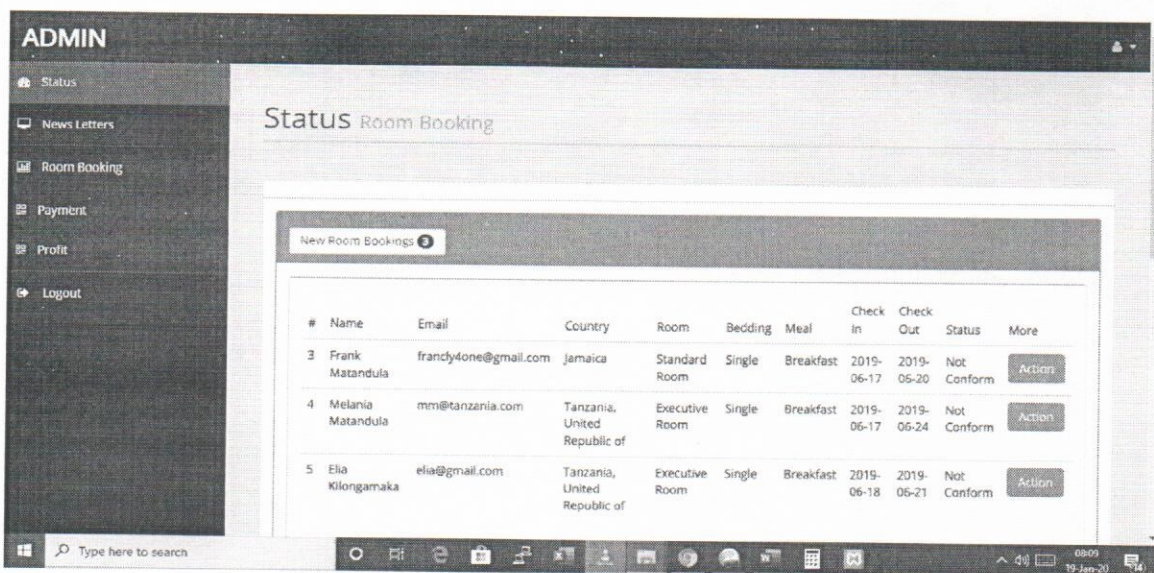 ADMIN
Status
News Letters
Room Booking
Payment
Profit
Logout
Status Room Booking
New Room Bookings 3
# Name Email Country Room Bedding Meal Check In Check Out Status More
3 Frank Matandula francly4one@gmail.com Jamaica Standard Room Single Breakfast 2019-06-17 2019-06-20 Not Conform Action
4 Melania Matandula mm@tanzania.com Tanzania, United Republic of Executive Room Single Breakfast 2019-06-17 2019-06-24 Not Conform Action
5 Elia Kilongamaka elia@gmail.com Tanzania, United Republic of Executive Room Single Breakfast 2019-06-18 2019-06-21 Not Conform Action
Type here to search
08:09
19-Jan-20
14